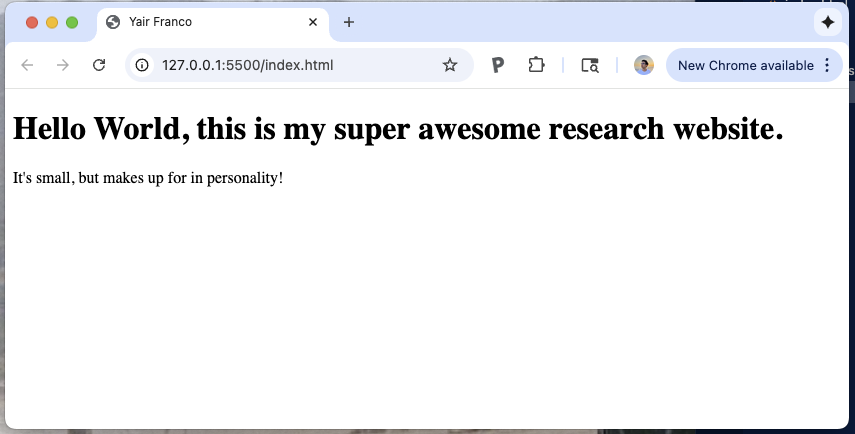 Yair Franco
127.0.0.1:5500/index.html
New Chrome available
Hello World, this is my super awesome research website.
It's small, but makes up for in personality!